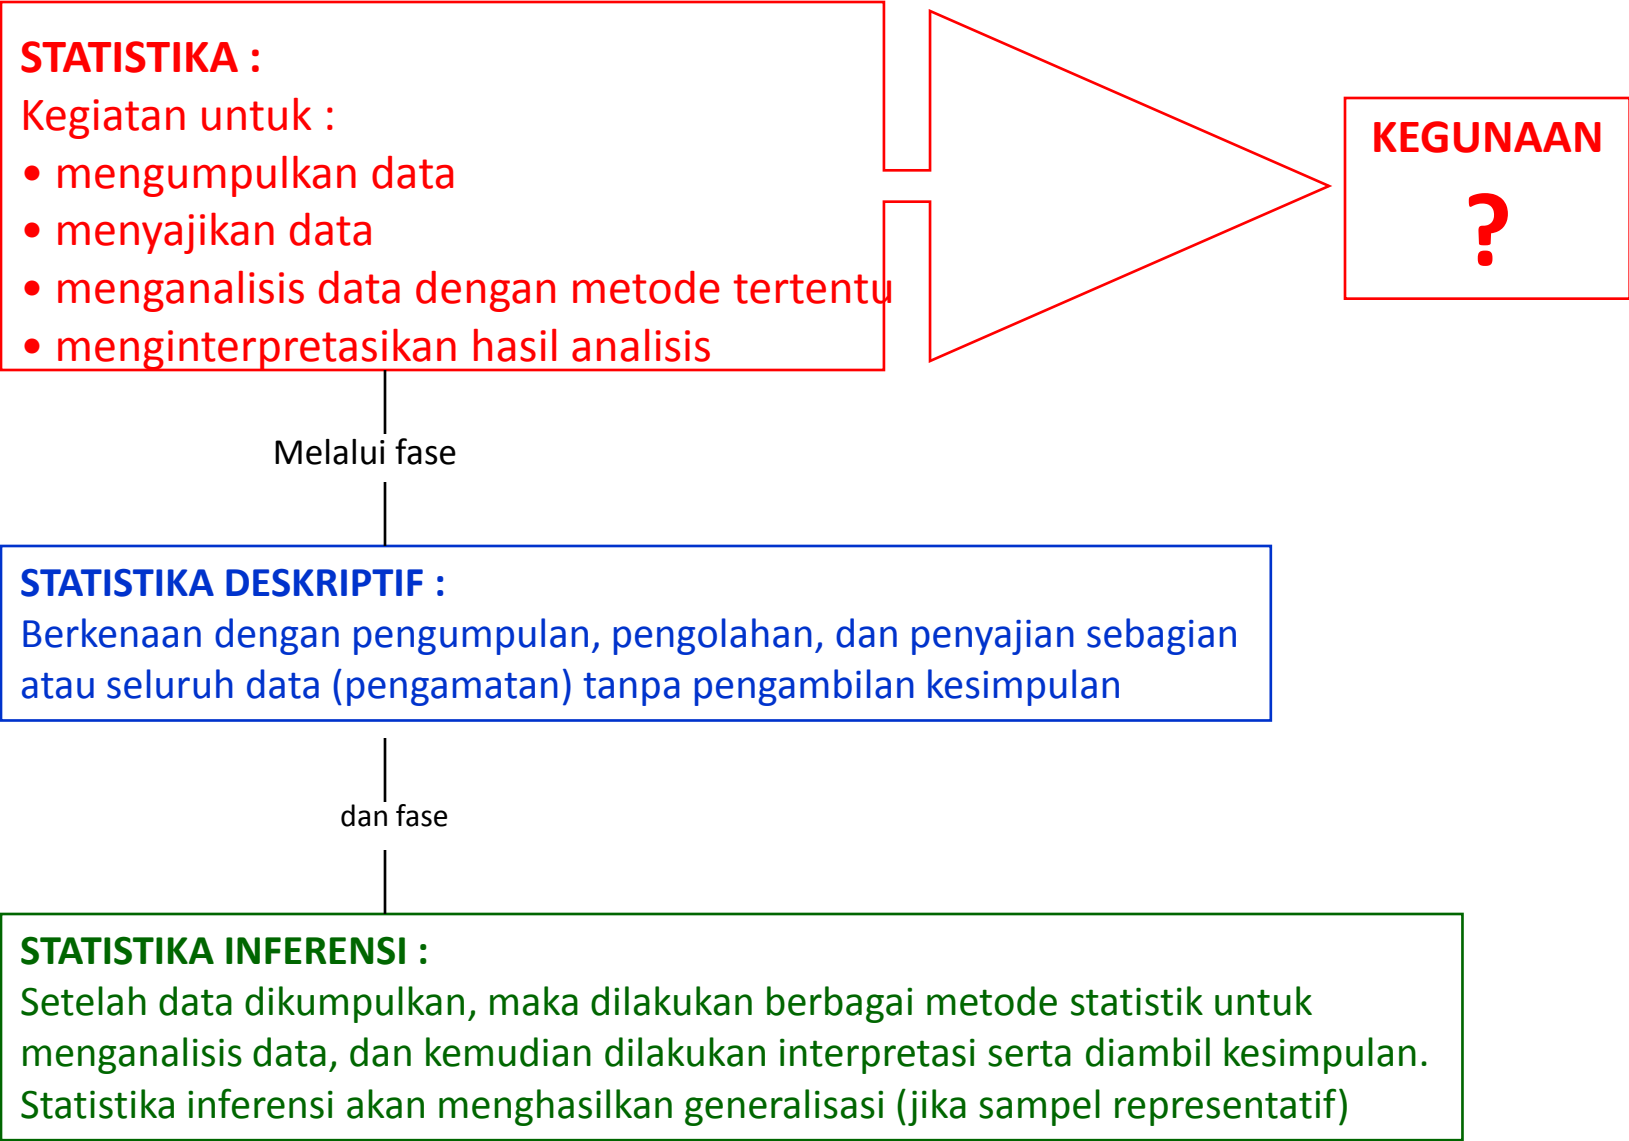 STATISTIKA :
Kegiatan untuk :
• mengumpulkan data
• menyajikan data
• menganalisis data dengan metode tertentu
• menginterpretasikan hasil analisis
KEGUNAAN
?
Melalui fase
STATISTIKA DESKRIPTIF :
Berkenaan dengan pengumpulan, pengolahan, dan penyajian sebagian
atau seluruh data (pengamatan) tanpa pengambilan kesimpulan
dan fase
STATISTIKA INFERENSI :
Setelah data dikumpulkan, maka dilakukan berbagai metode statistik untuk
menganalisis data, dan kemudian dilakukan interpretasi serta diambil kesimpulan.
Statistika inferensi akan menghasilkan generalisasi (jika sampel representatif)